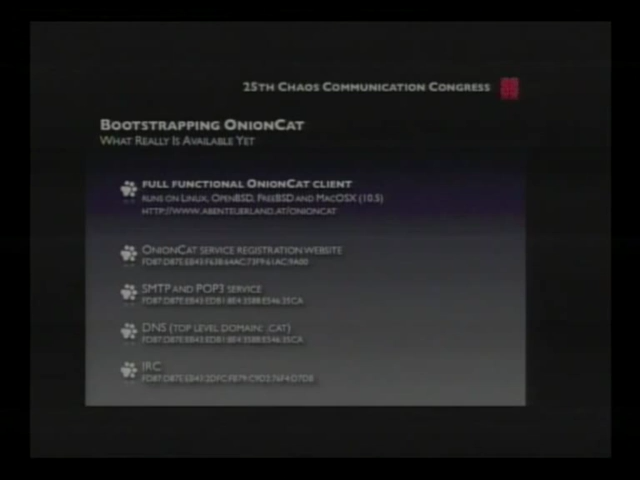 25TH CHAOS COMMUNICATION CONGRESS
BOOTSTRAPPING ONIONCAT
WHAT REALLY IS AVAILABLE YET
FULL FUNCTIONAL ONIONCAT CLIENT
RUNS ON LINUX, OPENBSD, FREEBSD AND MACOSX (10.5)
HTTP://WWW.ABENTEUERLAND.AT/ONIONCAT
ONIONCAT SERVICE REGISTRATION WEBSITE
SMTP AND POP3 SERVICE
DNS (TOP LEVEL DOMAIN: .CAT)
IRC